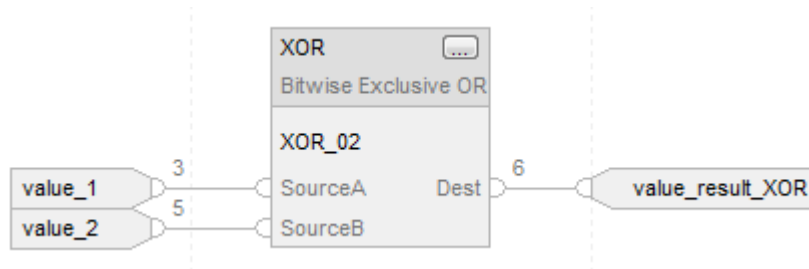 XOR ...
Bitwise Exclusive OR
XOR_02
value_1 3 SourceA Dest 6 value_result_XOR
value_2 5 SourceB